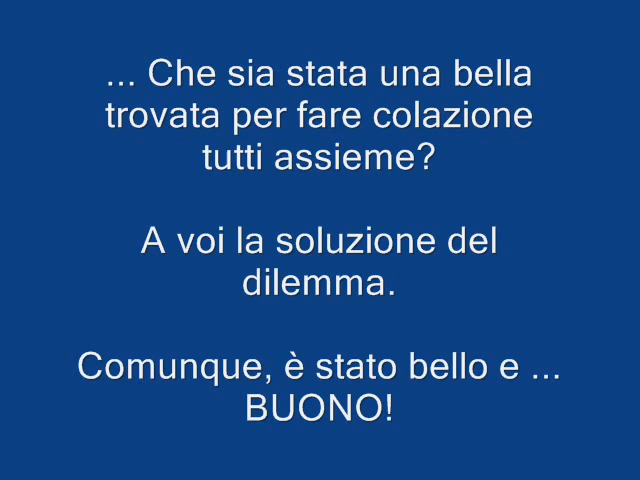 ... Che sia stata una bella
trovata per fare colazione
tutti assieme?
A voi la soluzione del
dilemma.
Comunque, è stato bello e ...
BUONO!